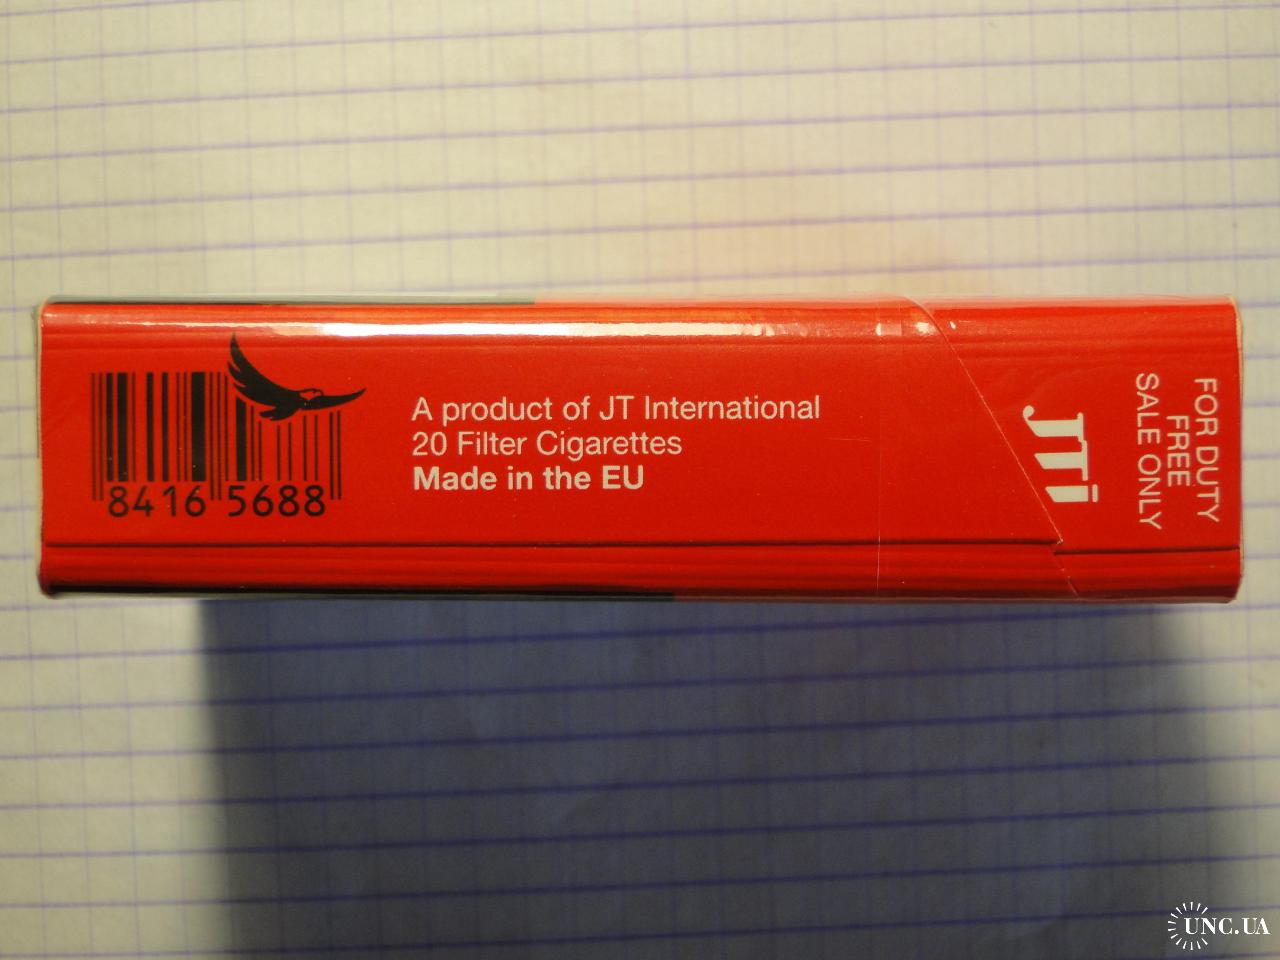 8416 5688
A product of JT International
20 Filter Cigarettes
Made in the EU
JTi
FOR DUTY
FREE
SALE ONLY
UNC.UA